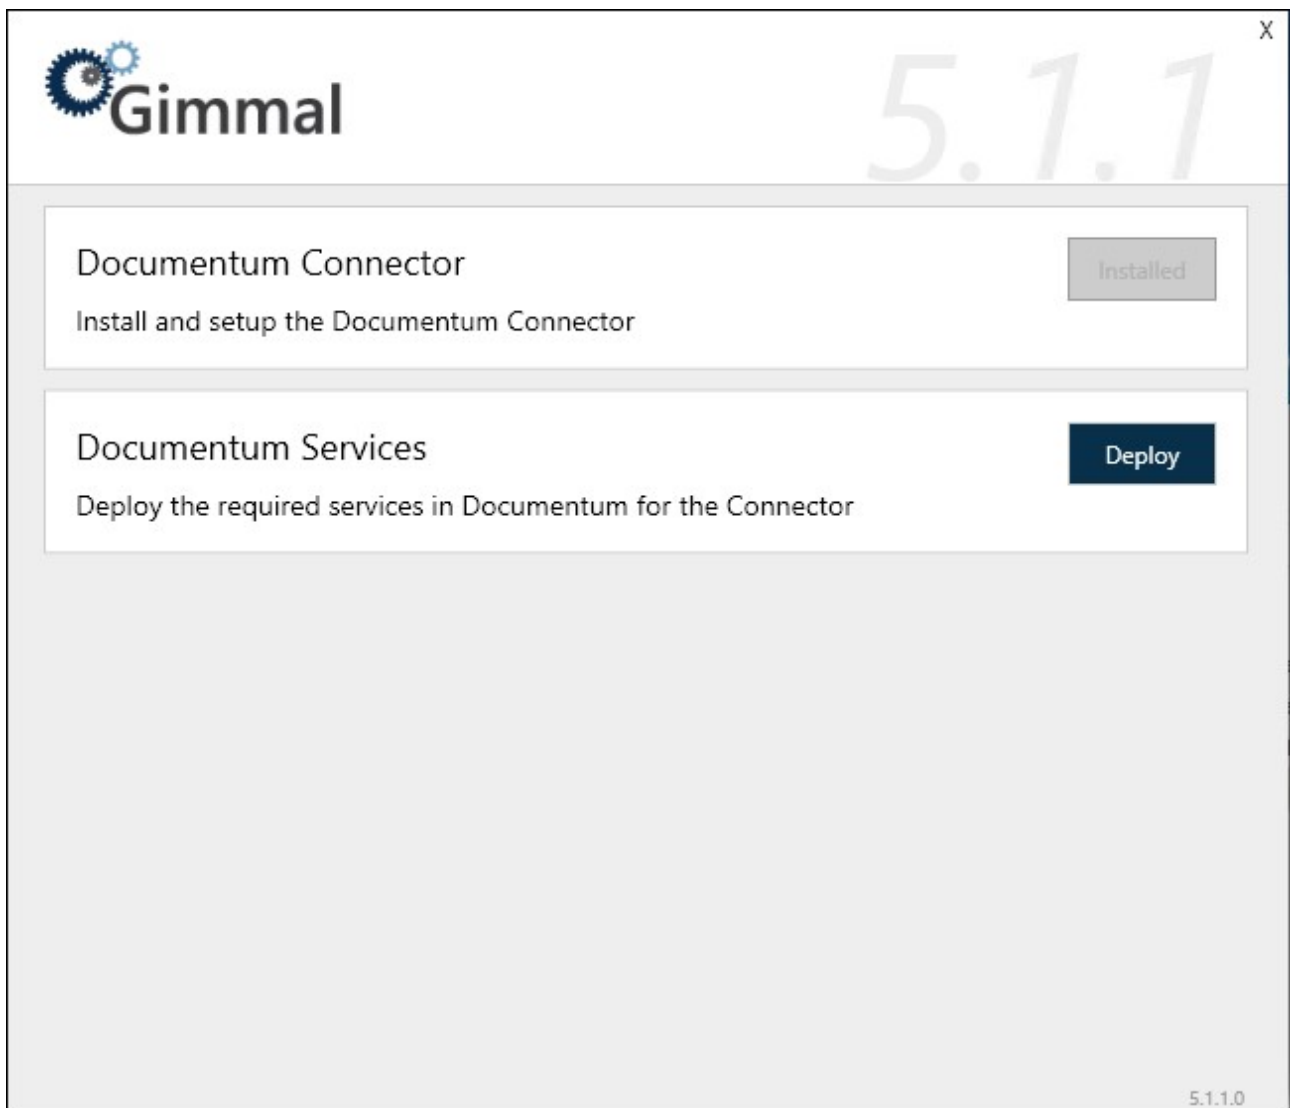 X
Gimmal
5.1.1
Documentum Connector
Installed
Install and setup the Documentum Connector
Documentum Services
Deploy
Deploy the required services in Documentum for the Connector
5.1.1.0